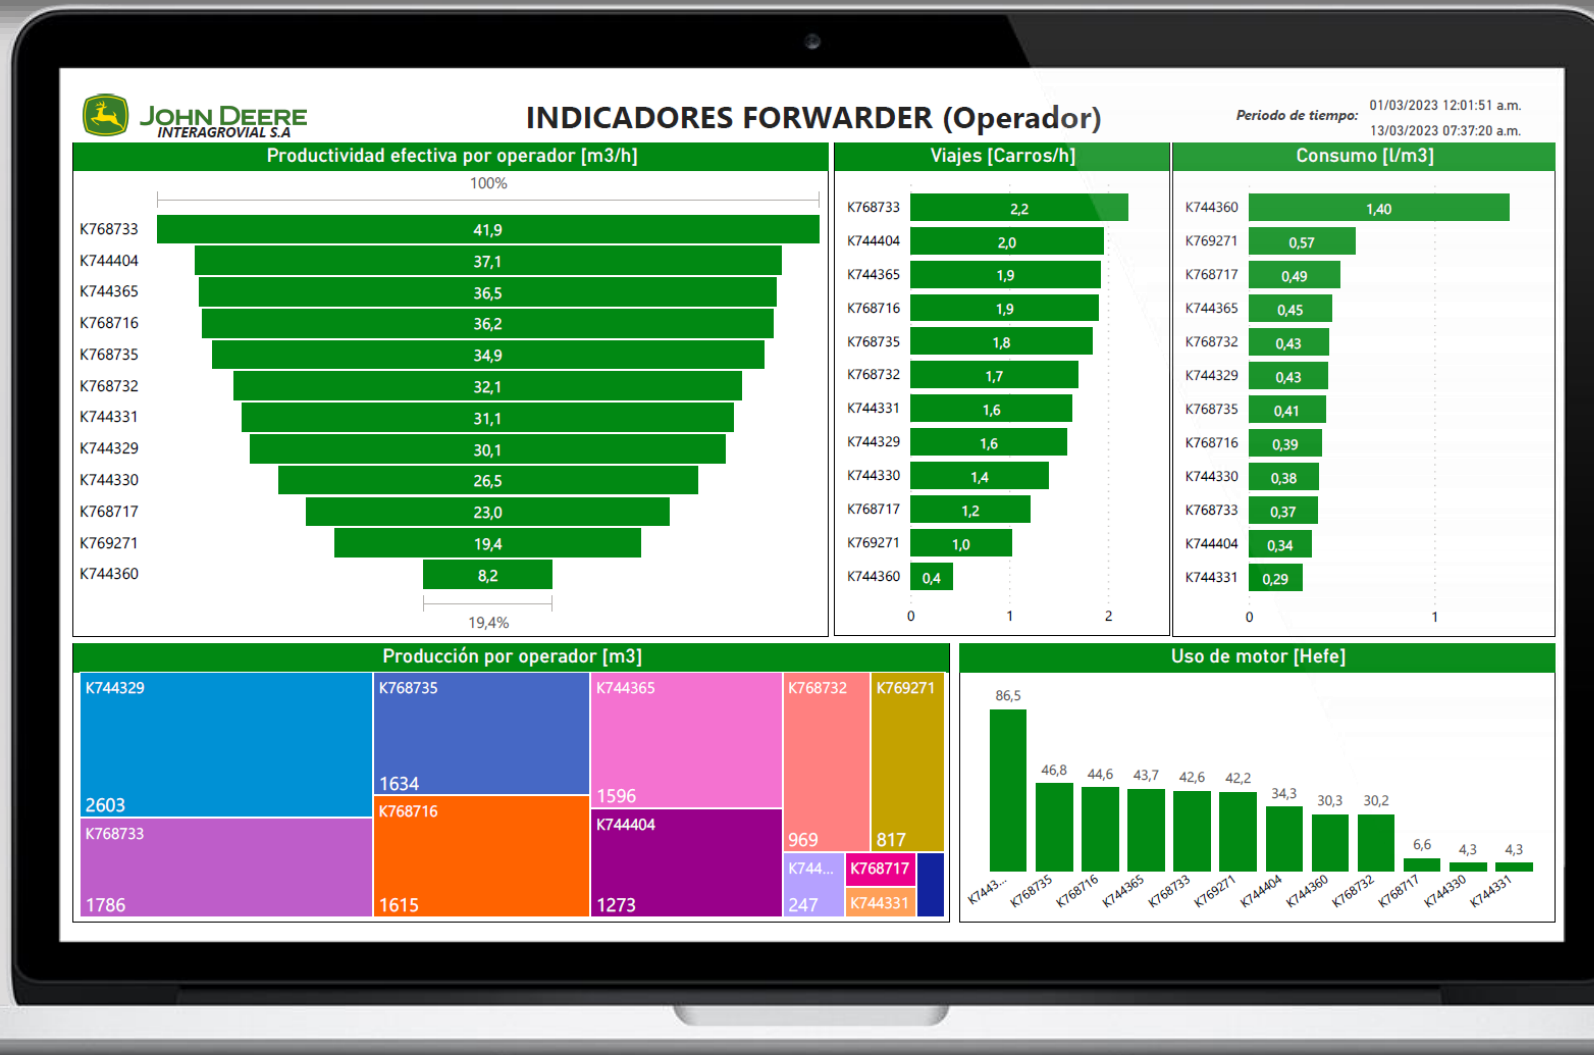 JOHN DEERE
INTERAGROVIAL S.A
INDICADORES FORWARDER (Operador)
Periodo de tiempo:
01/03/2023 12:01:51 a.m.
13/03/2023 07:37:20 a.m.
Productividad efectiva por operador [m3/h]
100%
K768733 41,9
K744404 37,1
K744365 36,5
K768716 36,2
K768735 34,9
K768732 32,1
K744331 31,1
K744329 30,1
K744330 26,5
K768717 23,0
K769271 19,4
K744360 8,2
19,4%
Viajes [Carros/h]
K768733 2,2
K744404 2,0
K744365 1,9
K768716 1,9
K768735 1,8
K768732 1,7
K744331 1,6
K744329 1,6
K744330 1,4
K768717 1,2
K769271 1,0
K744360 0,4
0 1 2
Consumo [l/m3]
K744360 1,40
K769271 0,57
K768717 0,49
K744365 0,45
K768732 0,43
K744329 0,43
K768735 0,41
K768716 0,39
K744330 0,38
K768733 0,37
K744404 0,34
K744331 0,29
0 1
Producción por operador [m3]
K744329
2603
K768733
1786
K768735
1634
K768716
1615
K744365
1596
K744404
1273
K768732
969
K769271
817
K744...
247
K768717
K744331
Uso de motor [Hefe]
86,5 46,8 44,6 43,7 42,6 42,2 34,3 30,3 30,2 6,6 4,3 4,3
K7443... K768735 K768716 K744365 K768733 K769271 K744404 K744360 K768732 K768717 K744330 K744331